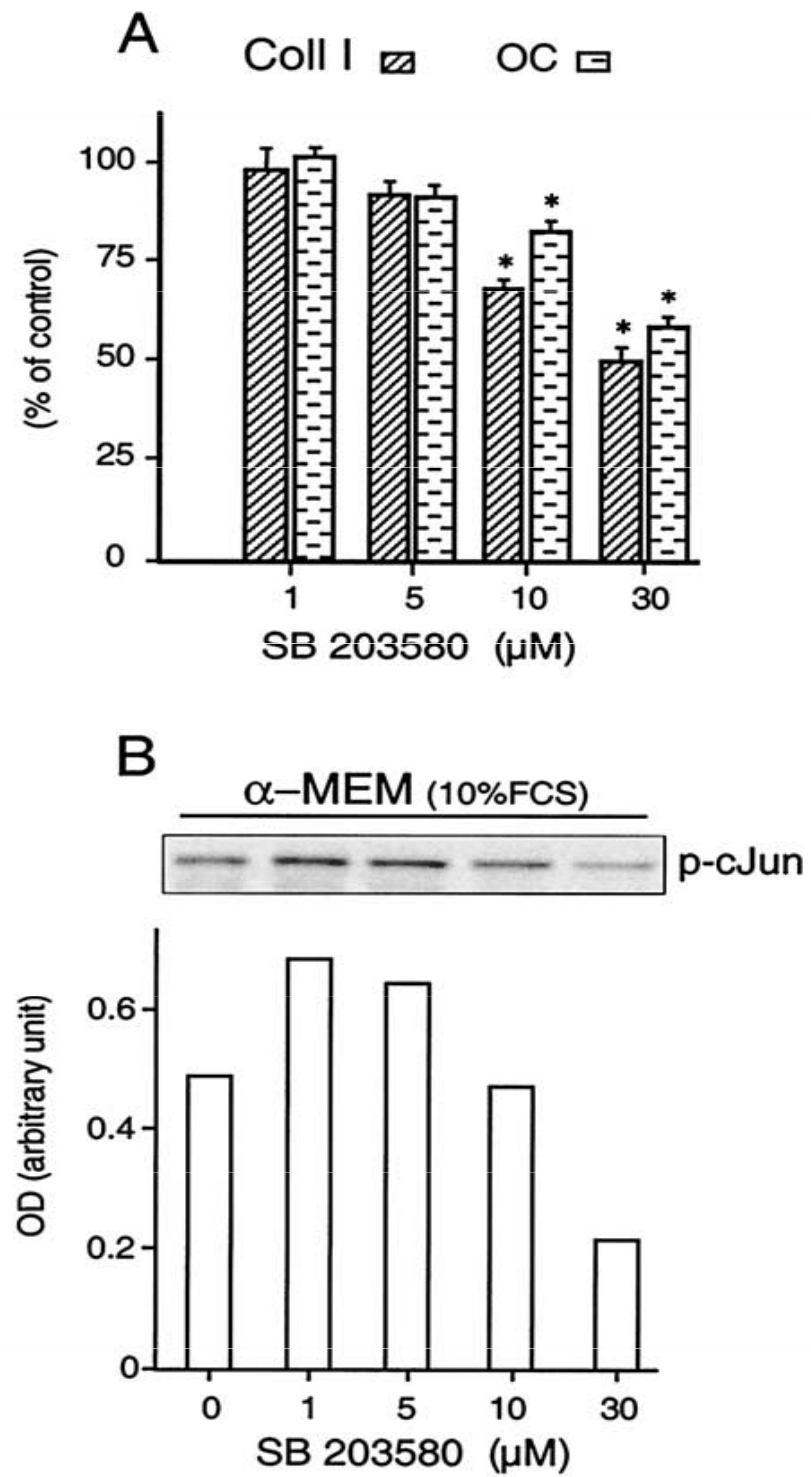 A
Coll I OC
100
75
50
25
0
(% of control)
* * * *
1 5 10 30
SB 203580 (µM)
B
α–MEM (10%FCS)
p-cJun
0.6
0.4
0.2
0
OD (arbitrary unit)
0 1 5 10 30
SB 203580 (µM)